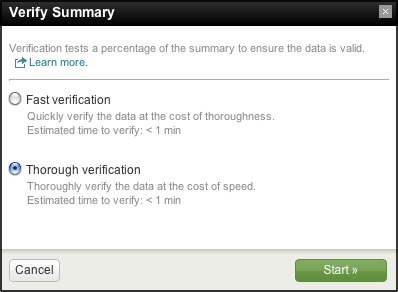 Verify Summary
Verification tests a percentage of the summary to ensure the data is valid.
Learn more.
Fast verification
Quickly verify the data at the cost of thoroughness.
Estimated time to verify: < 1 min
Thorough verification
Thoroughly verify the data at the cost of speed.
Estimated time to verify: < 1 min
Cancel
Start »